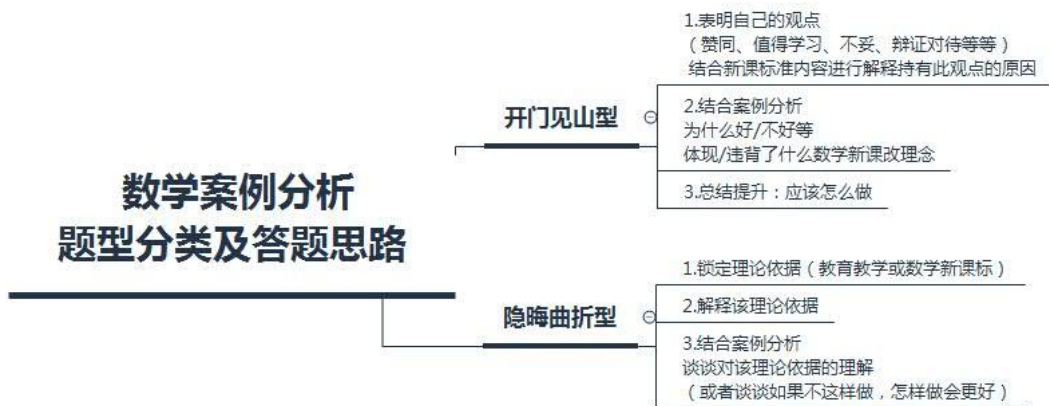 数学案例分析
题型分类及答题思路
开门见山型
1.表明自己的观点
（赞同、值得学习、不妥、辩证对待等等）
结合新课标准内容进行解释持有此观点的原因
2.结合案例分析
为什么好/不好等
体现/违背了什么数学新课改理念
3.总结提升：应该怎么做
隐晦曲折型
1.锁定理论依据（教育教学或数学新课标）
2.解释该理论依据
3.结合案例分析
谈谈对该理论依据的理解
（或者谈谈如果不这样做，怎样做会更好）